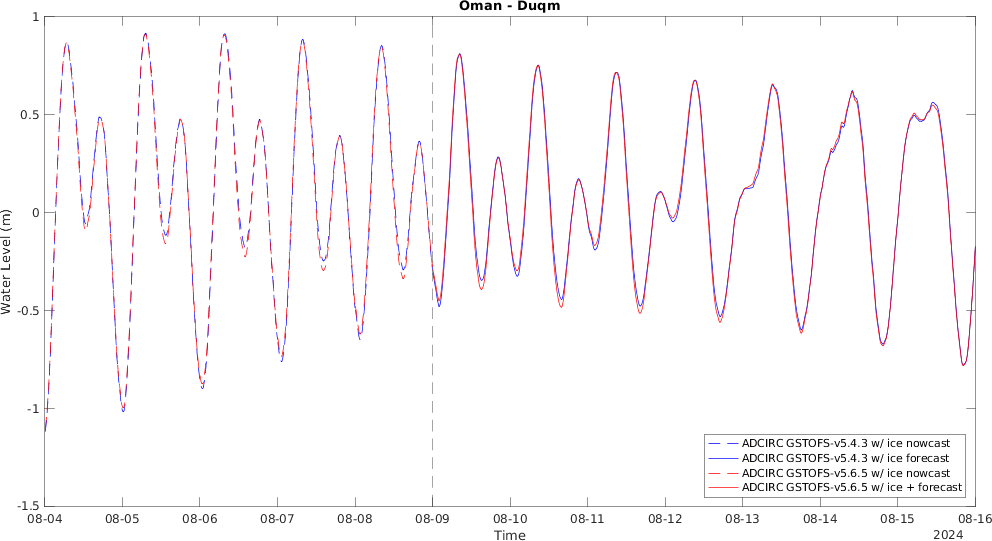 Oman - Duqm
1
0.5
0
-0.5
-1
-1.5
Water Level (m)
08-04 08-05 08-06 08-07 08-08 08-09 08-10 08-11 08-12 08-13 08-14 08-15 08-16
Time
2024
ADCIRC GSTOFS-v5.4.3 w/ ice nowcast
ADCIRC GSTOFS-v5.4.3 w/ ice forecast
ADCIRC GSTOFS-v5.6.5 w/ ice nowcast
ADCIRC GSTOFS-v5.6.5 w/ ice + forecast